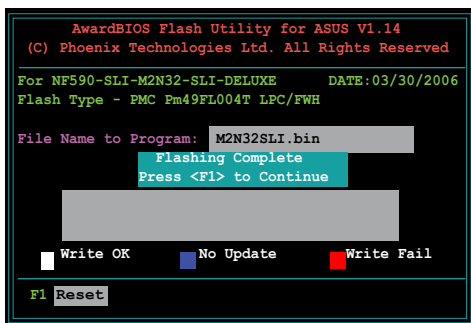 AwardBIOS Flash Utility for ASUS V1.14
(C) Phoenix Technologies Ltd. All Rights Reserved
For NF590-SLI-M2N32-SLI-DELUXE DATE:03/30/2006
Flash Type - PMC Pm49FL004T LPC/FWH
File Name to Program: M2N32SLI.bin
Flashing Complete
Press <F1> to Continue
Write OK No Update Write Fail
F1 Reset